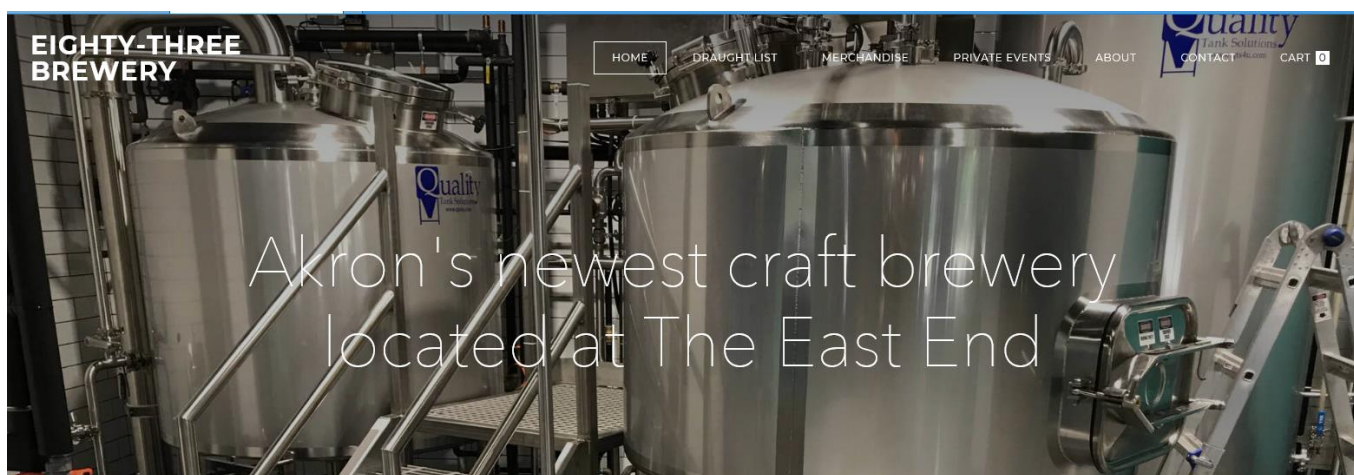 EIGHTY-THREE
BREWERY
HOME
DRAUGHT LIST
MERCHANDISE
PRIVATE EVENTS
ABOUT
CONTACT
CART 0
Quality
Tank Solutions
Quality
Tank Solutions
Akron's newest craft brewery
located at The East End